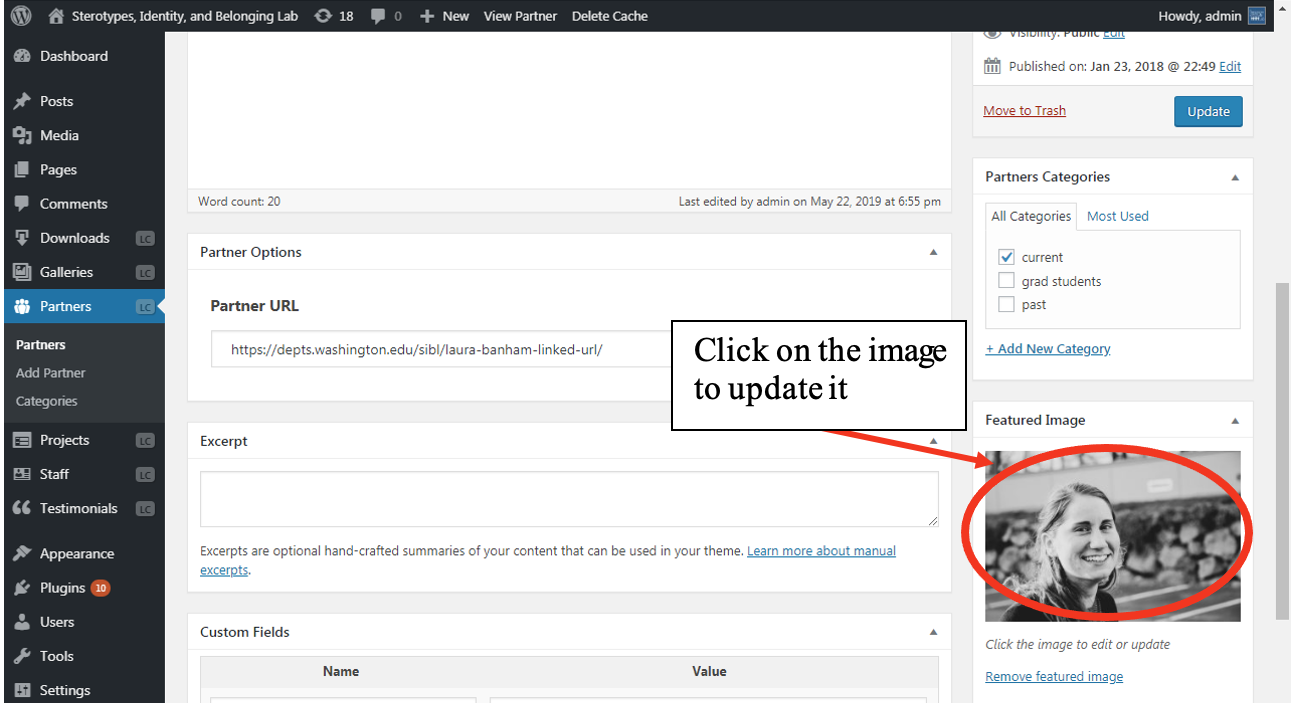 Sterotypes, Identity, and Belonging Lab 18 0 New View Partner Delete Cache Howdy, admin
Dashboard
Posts
Media
Pages
Comments
Downloads LC
Galleries LC
Partners LC
Partners
Add Partner
Categories
Projects LC
Staff LC
Testimonials LC
Appearance
Plugins 10
Users
Tools
Settings
Word count: 20 Last edited by admin on May 22, 2019 at 6:55 pm
Partner Options
Partner URL
https://depts.washington.edu/sibl/laura-banham-linked-url/
Click on the image
to update it
Excerpt
Excerpts are optional hand-crafted summaries of your content that can be used in your theme. Learn more about manual
excerpts.
Custom Fields
Name Value
Visibility: Public Edit
Published on: Jan 23, 2018 @ 22:49 Edit
Move to Trash Update
Partners Categories
All Categories Most Used
current
grad students
past
+ Add New Category
Featured Image
Click the image to edit or update
Remove featured image